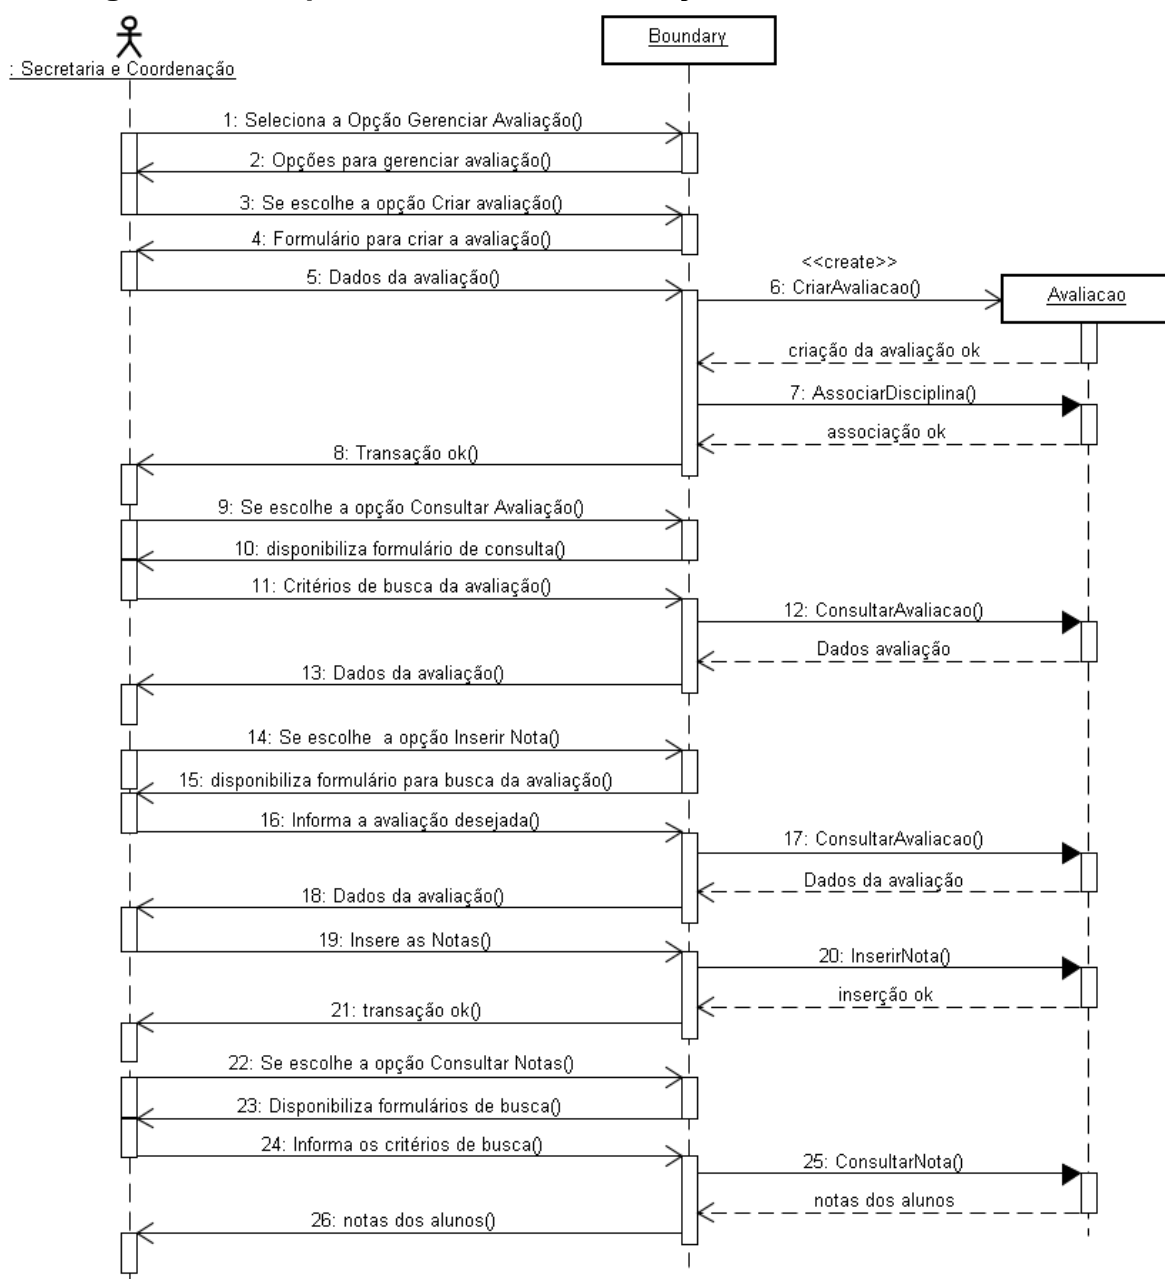 Boundary
: Secretaria e Coordenação
1: Seleciona a Opção Gerenciar Avaliação()
2: Opções para gerenciar avaliação()
3: Se escolhe a opção Criar avaliação()
4: Formulário para criar a avaliação()
<<create>>
5: Dados da avaliação()
6: CriarAvaliacao()
Avaliacao
criação da avaliação ok
7: AssociarDisciplina()
associação ok
8: Transação ok()
9: Se escolhe a opção Consultar Avaliação()
10: disponibiliza formulário de consulta()
11: Critérios de busca da avaliação()
12: ConsultarAvaliacao()
Dados avaliação
13: Dados da avaliação()
14: Se escolhe a opção Inserir Nota()
15: disponibiliza formulário para busca da avaliação()
16: Informa a avaliação desejada()
17: ConsultarAvaliacao()
Dados da avaliação
18: Dados da avaliação()
19: Insere as Notas()
20: InserirNota()
inserção ok
21: transação ok()
22: Se escolhe a opção Consultar Notas()
23: Disponibiliza formulários de busca()
24: Informa os critérios de busca()
25: ConsultarNota()
notas dos alunos
26: notas dos alunos()